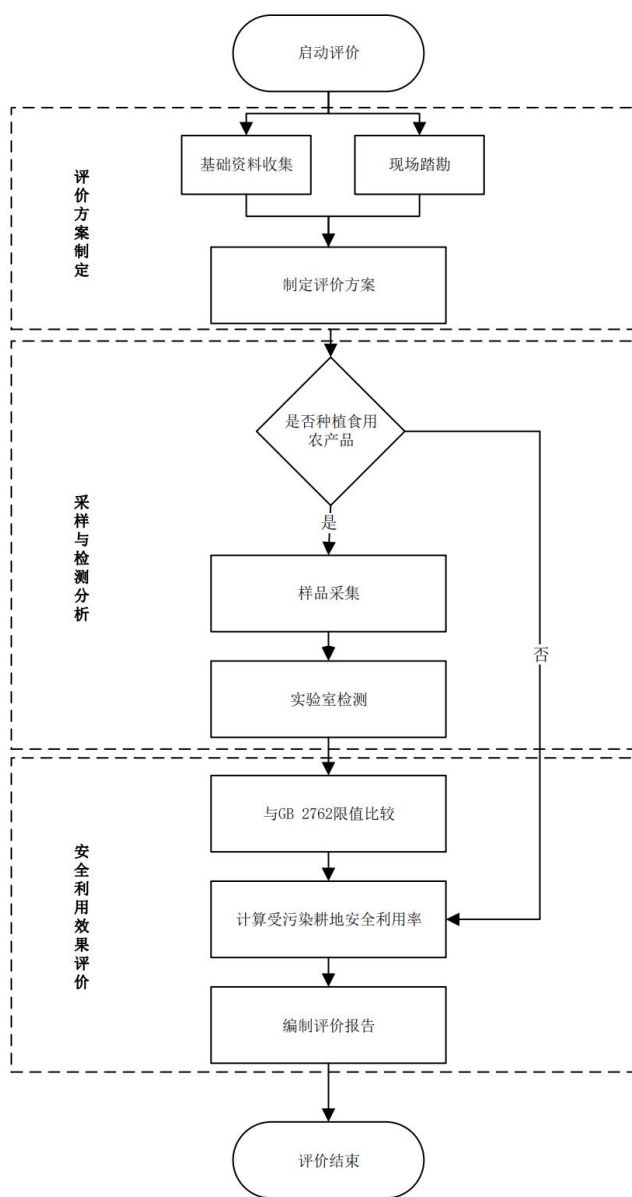 启动评价
评价方案制定
基础资料收集
现场踏勘
制定评价方案
采样与检测分析
是否种植食用
农产品
是
否
样品采集
实验室检测
安全利用效果评价
与GB 2762限值比较
计算受污染耕地安全利用率
编制评价报告
评价结束